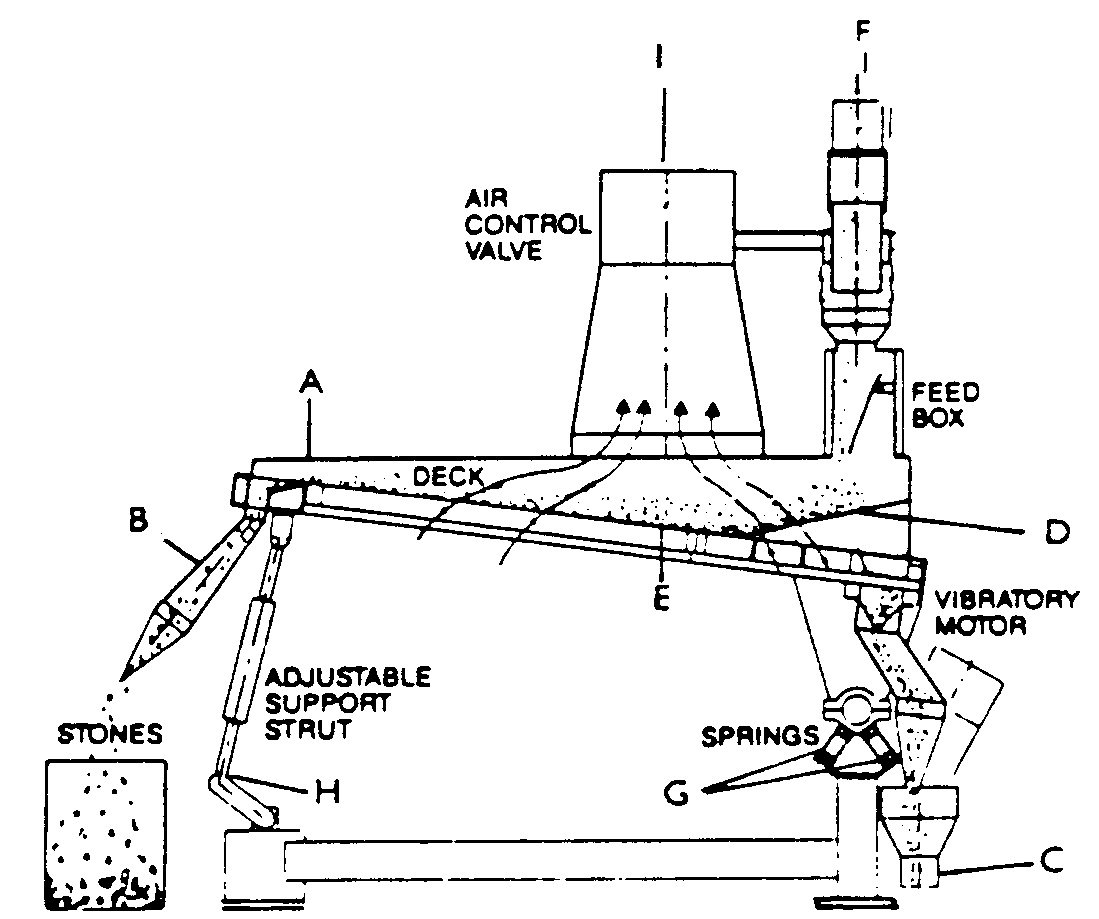 F
I
AIR
CONTROL
VALVE
A
FEED
BOX
DECK
B
D
E
VIBRATORY
MOTOR
ADJUSTABLE
SUPPORT
STRUT
STONES
SPRINGS
H
G
C